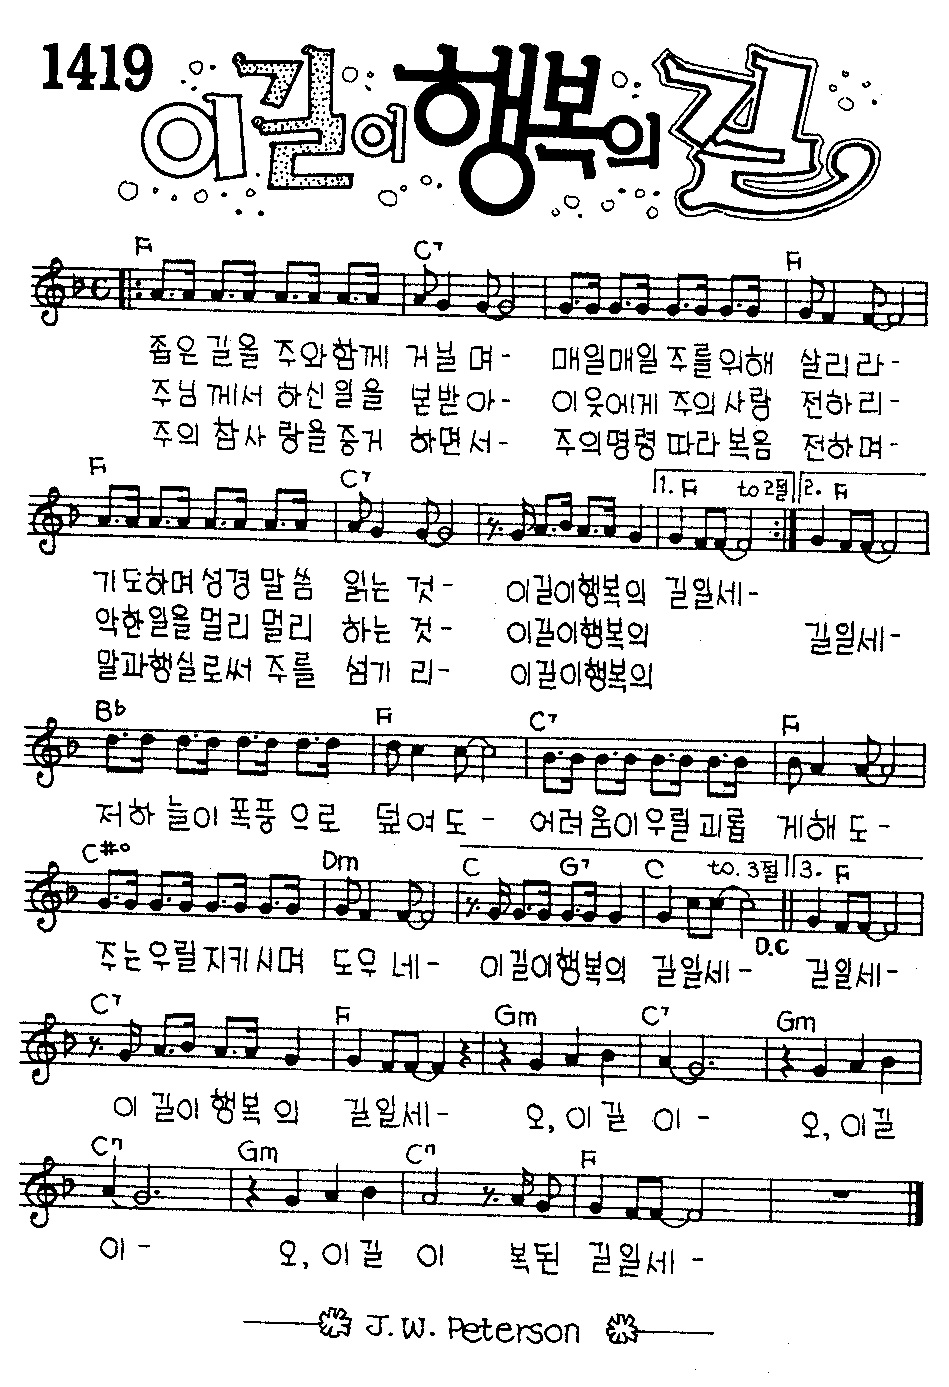 1419 이길이 행복의 길
F C7 F
좁은 길을 주와함께 거닐 며- 매일매일 주를위해 살리라-
주님께서 하신일을 본받아- 이웃에게 주의사랑 전하리-
주의 참사 랑을증거 하면서- 주의명령 따라복음 전하며-
F C7 1. F to 2절 2. F
기도하며성경 말씀 읽는 것- 이길이행복의 길일세-
악한일을멀리 멀리 하는 것- 이길이행복의 길일세-
말과행실로써 주를 섬기 리- 이길이행복의
Bb F C7 F
저하 늘이 폭풍 으로 덮여도- 어려움이우릴괴롭 게해도-
C#° Dm C G7 C to. 3절 3. F
주는우릴지키시며 도우 네- 이길이행복의 길일세- D.C 길일세-
C7 F Gm C7 Gm
이 길이 행복 의 길일세- 오, 이 길 이- 오, 이길
C7 Gm C7 F
이- 오, 이길 이 복된 길일세-
J.W. Peterson